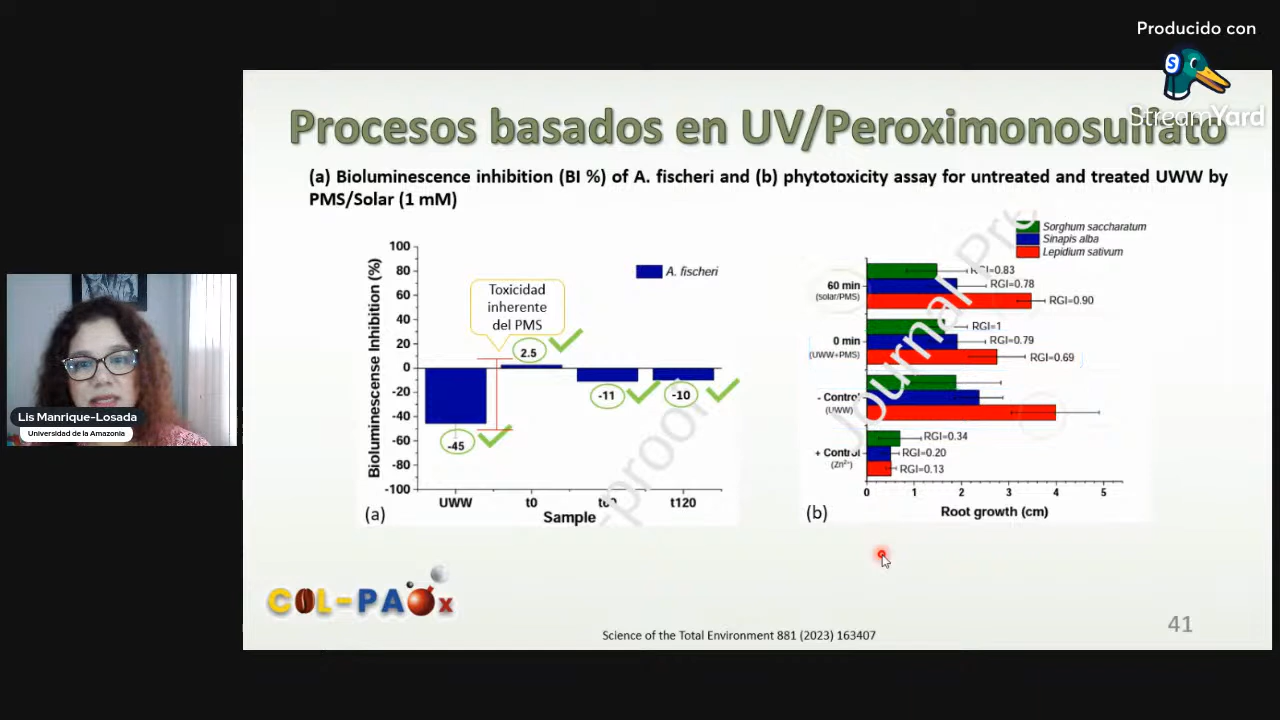 Producido con
StreamYard
Procesos basados en UV/Peroximonosulfato
(a) Bioluminescence inhibition (BI %) of A. fischeri and (b) phytotoxicity assay for untreated and treated UWW by
PMS/Solar (1 mM)
Bioluminescense Inhibition (%)
100
80
60
40
20
0
-20
-40
-60
-80
-100
Toxicidad
inherente
del PMS
A. fischeri
2.5
-45
-11
-10
UWW
t0
t60
t120
Sample
(a)
-proof
Journal Pre
Sorghum saccharatum
Sinapis alba
Lepidium sativum
60 min
(solar/PMS)
RGI=0.83
RGI=0.78
RGI=0.90
0 min
(UWW+PMS)
RGI=1
RGI=0.79
RGI=0.69
- Control
(UWW)
+ Control
(Zn²⁺)
RGI=0.34
RGI=0.20
RGI=0.13
0 1 2 3 4 5
Root growth (cm)
(b)
Lis Manrique-Losada
Universidad de la Amazonia
COL-PAOx
Science of the Total Environment 881 (2023) 163407
41